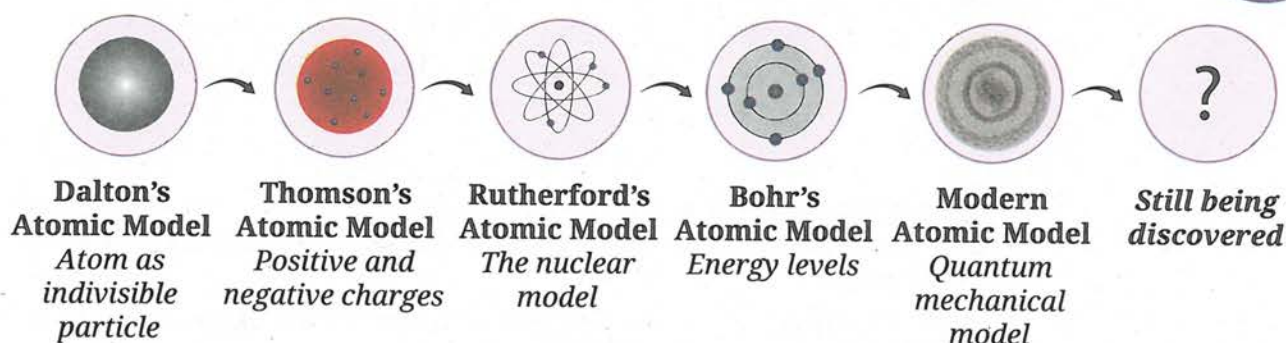 ?
Dalton's
Atomic Model
Atom as
indivisible
particle
Thomson's
Atomic Model
Positive and
negative charges
Rutherford's
Atomic Model
The nuclear
model
Bohr's
Atomic Model
Energy levels
Modern
Atomic Model
Quantum
mechanical
model
Still being
discovered